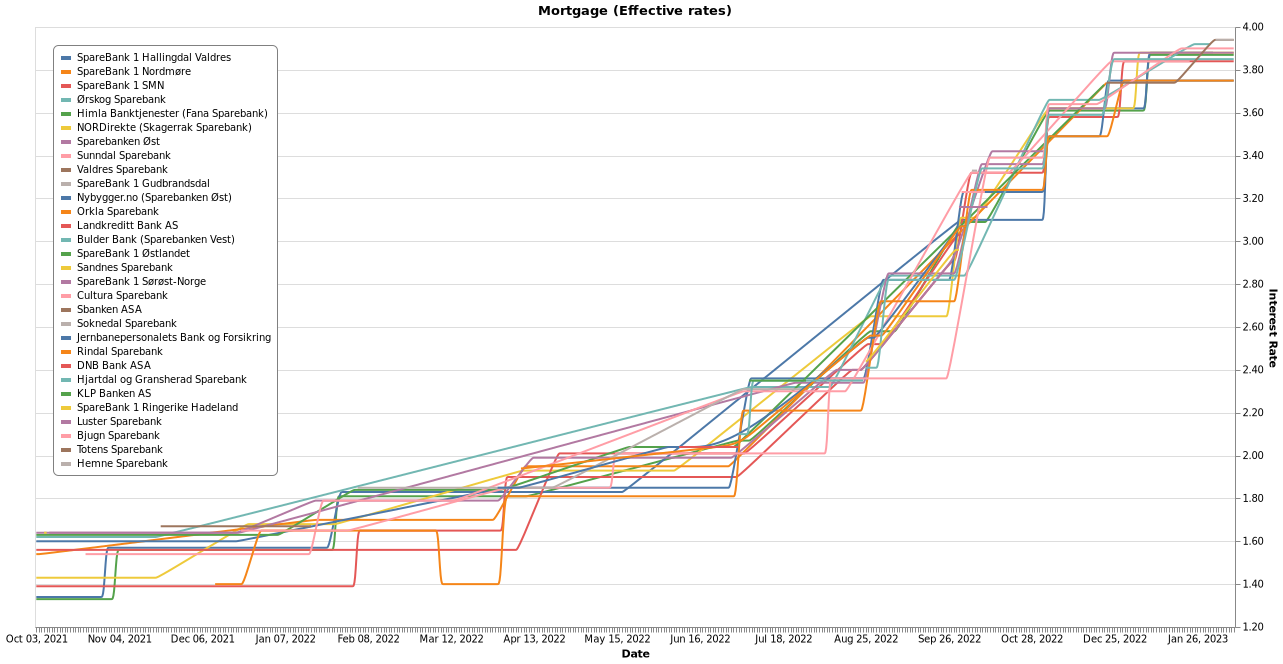 Mortgage (Effective rates)
SpareBank 1 Hallingdal Valdres
SpareBank 1 Nordmøre
SpareBank 1 SMN
Ørskog Sparebank
Himla Banktjenester (Fana Sparebank)
NORDirekte (Skagerrak Sparebank)
Sparebanken Øst
Sunndal Sparebank
Valdres Sparebank
SpareBank 1 Gudbrandsdal
Nybygger.no (Sparebanken Øst)
Orkla Sparebank
Landkreditt Bank AS
Bulder Bank (Sparebanken Vest)
SpareBank 1 Østlandet
Sandnes Sparebank
SpareBank 1 Sørøst-Norge
Cultura Sparebank
Sbanken ASA
Soknedal Sparebank
Jernbanepersonalets Bank og Forsikring
Rindal Sparebank
DNB Bank ASA
Hjartdal og Gransherad Sparebank
KLP Banken AS
SpareBank 1 Ringerike Hadeland
Luster Sparebank
Bjugn Sparebank
Totens Sparebank
Hemne Sparebank
4.00
3.80
3.60
3.40
3.20
3.00
2.80
2.60
2.40
2.20
2.00
1.80
1.60
1.40
1.20
Interest Rate
Oct 03, 2021 Nov 04, 2021 Dec 06, 2021 Jan 07, 2022 Feb 08, 2022 Mar 12, 2022 Apr 13, 2022 May 15, 2022 Jun 16, 2022 Jul 18, 2022 Aug 25, 2022 Sep 26, 2022 Oct 28, 2022 Dec 25, 2022 Jan 26, 2023
Date